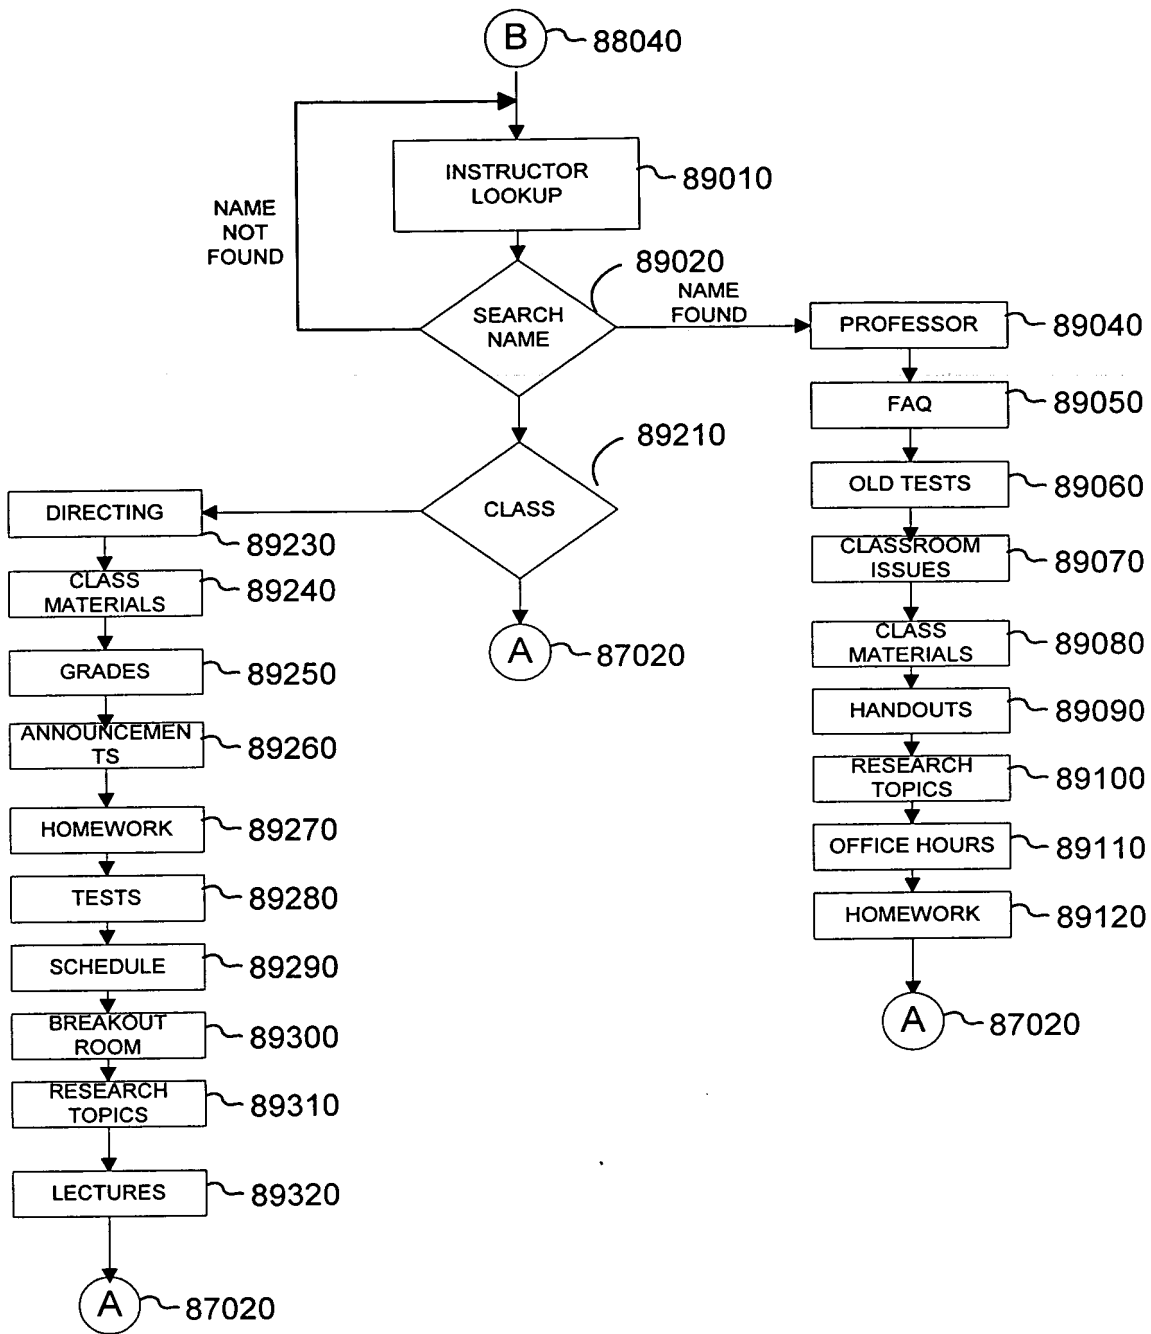 B
88040
INSTRUCTOR
LOOKUP
89010
NAME
NOT
FOUND
89020
SEARCH
NAME
NAME
FOUND
PROFESSOR
89040
FAQ
89050
89210
CLASS
OLD TESTS
89060
DIRECTING
89230
CLASSROOM
ISSUES
89070
CLASS
MATERIALS
89240
A
87020
CLASS
MATERIALS
89080
GRADES
89250
HANDOUTS
89090
ANNOUNCEMEN
TS
89260
RESEARCH
TOPICS
89100
HOMEWORK
89270
OFFICE HOURS
89110
TESTS
89280
HOMEWORK
89120
SCHEDULE
89290
BREAKOUT
ROOM
89300
A
87020
RESEARCH
TOPICS
89310
LECTURES
89320
A
87020